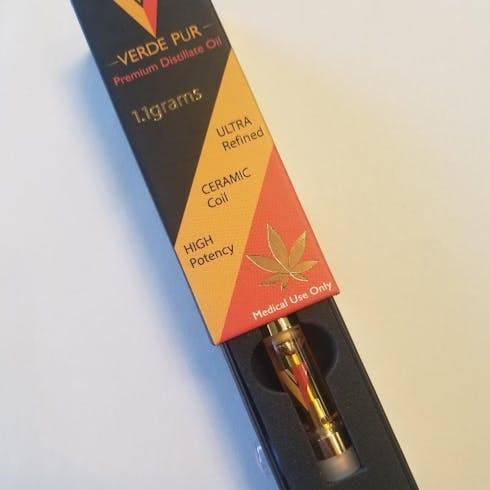 VERDE PUR
Premium Distillate Oil
1.1grams
ULTRA
Refined
CERAMIC
Coil
HIGH
Potency
Medical Use Only